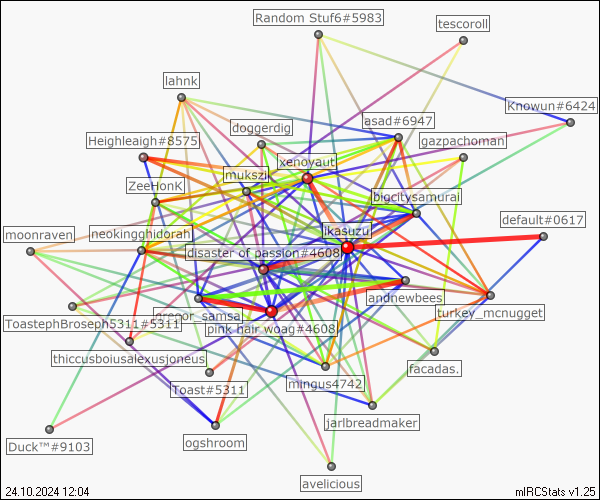 Random Stuf6#5983
tescoroll
lahnk
Knowun#6424
asad#6947
doggerdig
Heighleaigh#8575
gazpachoman
xenoyaut
mukszi
ZeeHonK
bigcitysamurai
default#0617
moonraven
neokingghidorah
lkasuzu
disaster of passion#4608
andnewbees
gregor_samsa
turkey_mcnugget
ToastephBroseph5311#5311
pink hair woag#4608
thiccusboiusalexusjoneus
facadas.
Toast#5311
mingus4742
jarlbreadmaker
Duck™#9103
ogshroom
avelicious
24.10.2024 12:04
mIRCStats v1.25